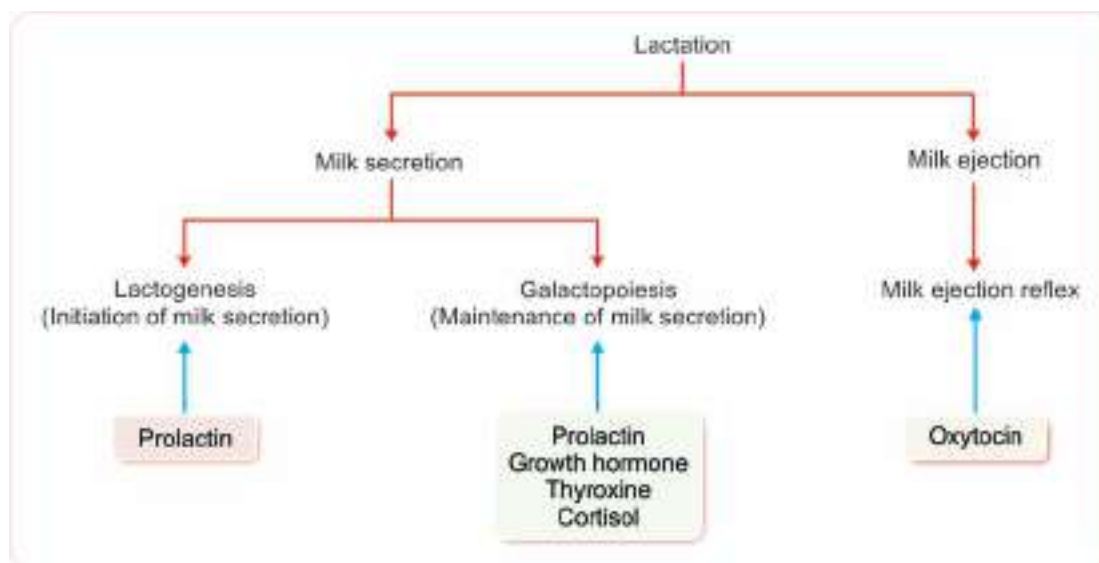 Lactation
Milk secretion
Milk ejection
Lactogenesis
(Initiation of milk secretion)
Galactopoiesis
(Maintenance of milk secretion)
Milk ejection reflex
Prolactin
Prolactin
Growth hormone
Thyroxine
Cortisol
Oxytocin